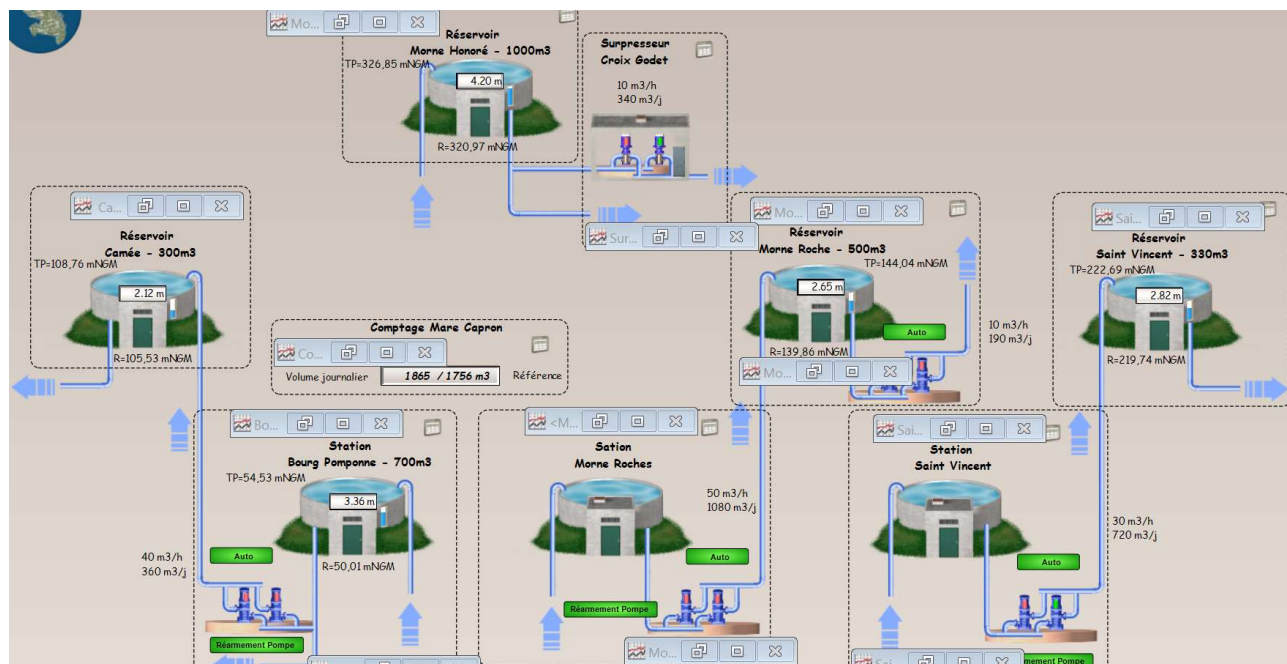 Mo...
Réservoir
Morne Honoré - 1000m3
TP=326,85 mNGM
4.20 m
R=320,97 mNGM
Surpresseur
Croix Godet
10 m3/h
340 m3/j
Sur...
Ca...
Réservoir
Camée - 300m3
TP=108,76 mNGM
2.12 m
R=105,53 mNGM
Comptage Mare Capron
Co...
Volume journalier 1865 / 1756 m3 Référence
Mo...
Réservoir
Morne Roche - 500m3
TP=144,04 mNGM
2.65 m
Auto
R=139,86 mNGM
Mo...
10 m3/h
190 m3/j
Sai...
Réservoir
Saint Vincent - 330m3
TP=222,69 mNGM
2.82 m
R=219,74 mNGM
Bo...
Station
Bourg Pomponne - 700m3
TP=54,53 mNGM
3.36 m
R=50,01 mNGM
40 m3/h
360 m3/j
Auto
Réarmement Pompe
<M...
Sation
Morne Roches
50 m3/h
1080 m3/j
Auto
Réarmement Pompe
Mo...
Sai...
Station
Saint Vincent
30 m3/h
720 m3/j
Auto
Sai...
mement Pompe